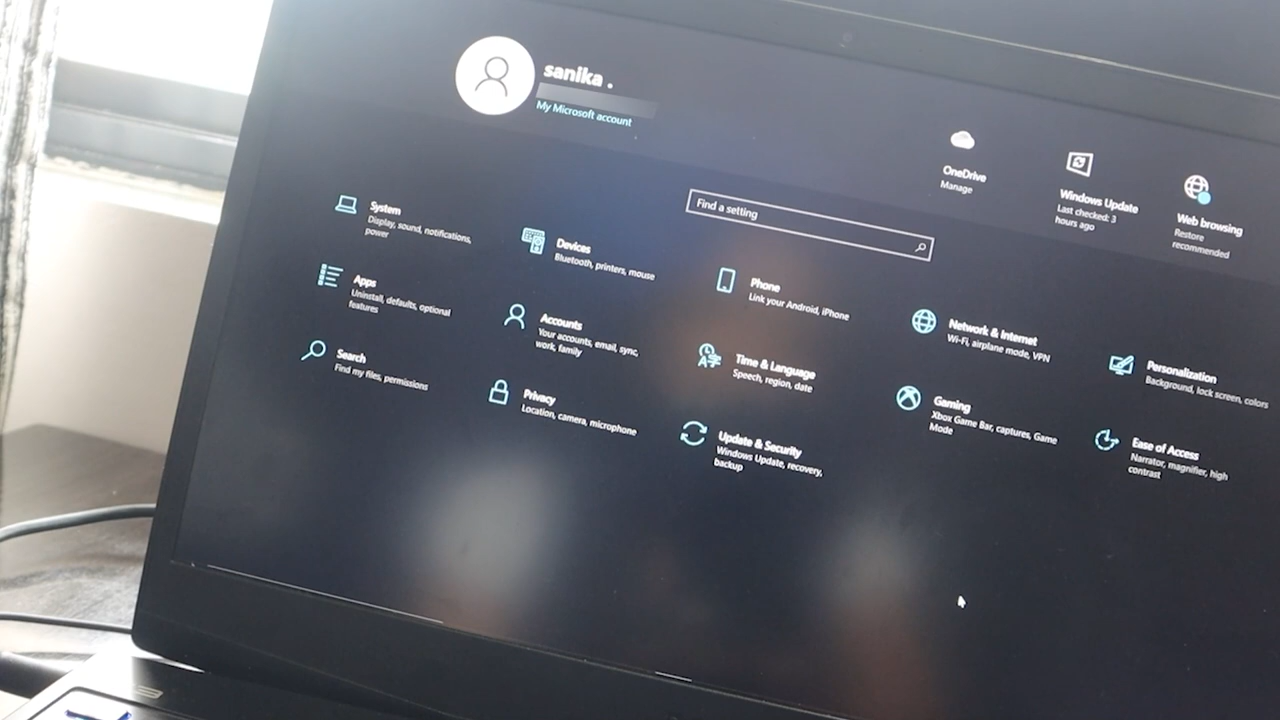 sanika .
My Microsoft account
OneDrive
Manage
Windows Update
Last checked: 3
hours ago
Web browsing
Restore
recommended
Find a setting
System
Display, sound, notifications,
power
Devices
Bluetooth, printers, mouse
Phone
Link your Android, iPhone
Network & Internet
Wi-Fi, airplane mode, VPN
Personalization
Background, lock screen, colors
Apps
Uninstall, defaults, optional
features
Accounts
Your accounts, email, sync,
work, family
Time & Language
Speech, region, date
Gaming
Xbox Game Bar, captures, Game
Mode
Ease of Access
Narrator, magnifier, high
contrast
Search
Find my files, permissions
Privacy
Location, camera, microphone
Update & Security
Windows Update, recovery,
backup